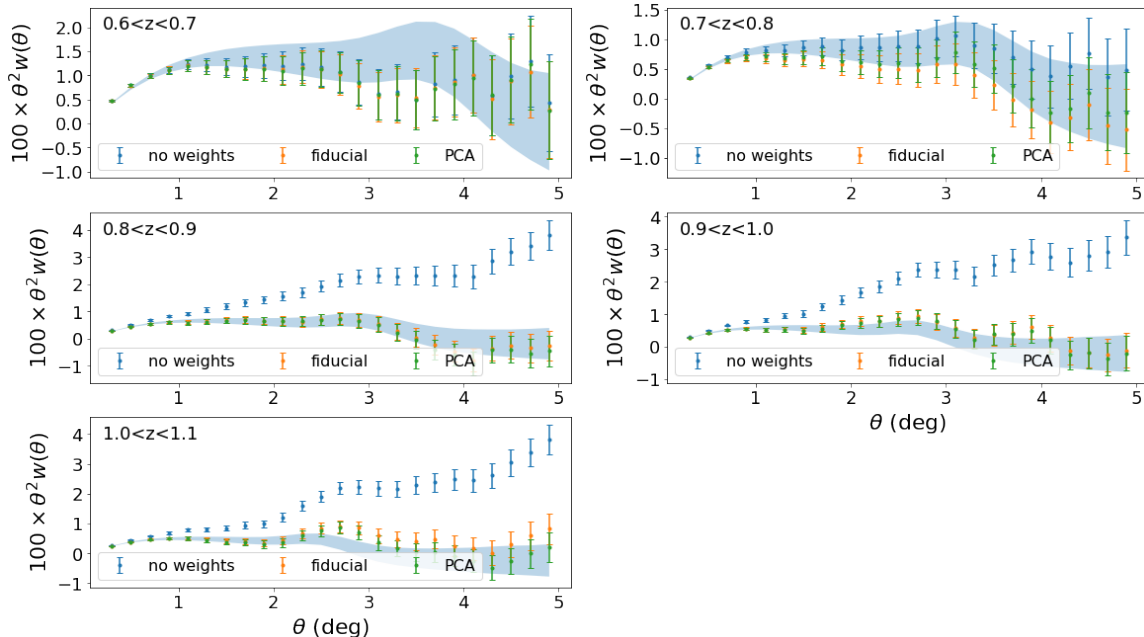 0.6<z<0.7
100 × θ²w(θ)
2.0
1.5
1.0
0.5
0.0
−0.5
−1.0
no weights fiducial PCA
1 2 3 4 5
0.7<z<0.8
100 × θ²w(θ)
1.5
1.0
0.5
0.0
−0.5
−1.0
no weights fiducial PCA
1 2 3 4 5
0.8<z<0.9
100 × θ²w(θ)
4
3
2
1
0
−1
no weights fiducial PCA
1 2 3 4 5
0.9<z<1.0
100 × θ²w(θ)
4
3
2
1
0
−1
no weights fiducial PCA
1 2 3 4 5
θ (deg)
1.0<z<1.1
100 × θ²w(θ)
4
3
2
1
0
−1
no weights fiducial PCA
1 2 3 4 5
θ (deg)